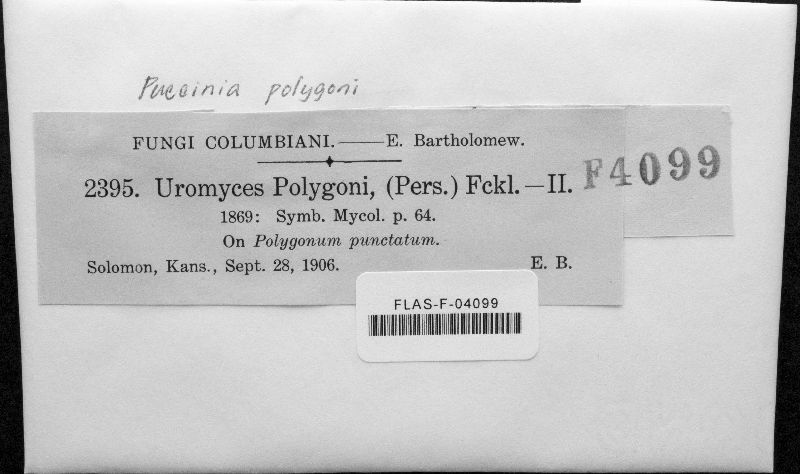 Puccinia polygoni
FUNGI COLUMBIANI.——E. Bartholomew.
2395. Uromyces Polygoni, (Pers.) Fckl.—II.
F4099
1869: Symb. Mycol. p. 64.
On Polygonum punctatum.
Solomon, Kans., Sept. 28, 1906. E. B.
FLAS-F-04099